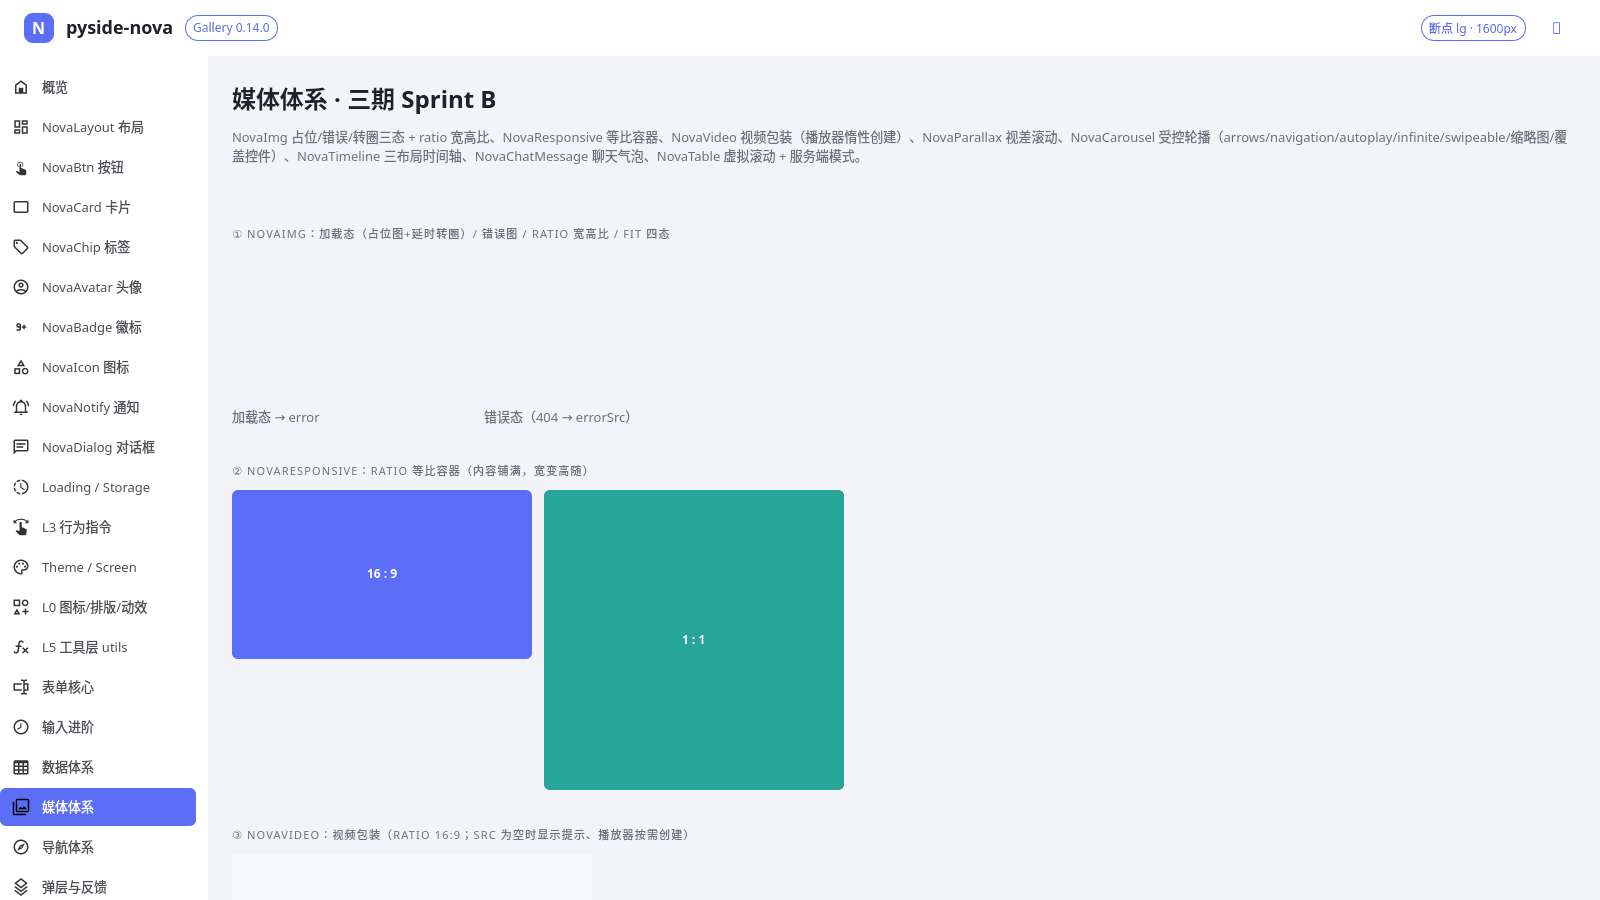 N pyside-nova Gallery 0.14.0
断点 lg · 1600px
概览
NovaLayout 布局
NovaBtn 按钮
NovaCard 卡片
NovaChip 标签
NovaAvatar 头像
9+ NovaBadge 徽标
NovaIcon 图标
NovaNotify 通知
NovaDialog 对话框
Loading / Storage
L3 行为指令
Theme / Screen
L0 图标/排版/动效
L5 工具层 utils
表单核心
输入进阶
数据体系
媒体体系
导航体系
弹层与反馈
媒体体系 · 三期 Sprint B
NovaImg 占位/错误/转圈三态 + ratio 宽高比、NovaResponsive 等比容器、NovaVideo 视频包装（播放器惰性创建）、NovaParallax 视差滚动、NovaCarousel 受控轮播（arrows/navigation/autoplay/infinite/swipeable/缩略图/覆
盖控件）、NovaTimeline 三布局时间轴、NovaChatMessage 聊天气泡、NovaTable 虚拟滚动 + 服务端模式。
① NOVAIMG：加载态（占位图+延时转圈）/ 错误图 / RATIO 宽高比 / FIT 四态
加载态 → error
错误态（404 → errorSrc）
② NOVARESPONSIVE：RATIO 等比容器（内容铺满，宽变高随）
16 : 9
1 : 1
③ NOVAVIDEO：视频包装（RATIO 16:9；SRC 为空时显示提示、播放器按需创建）